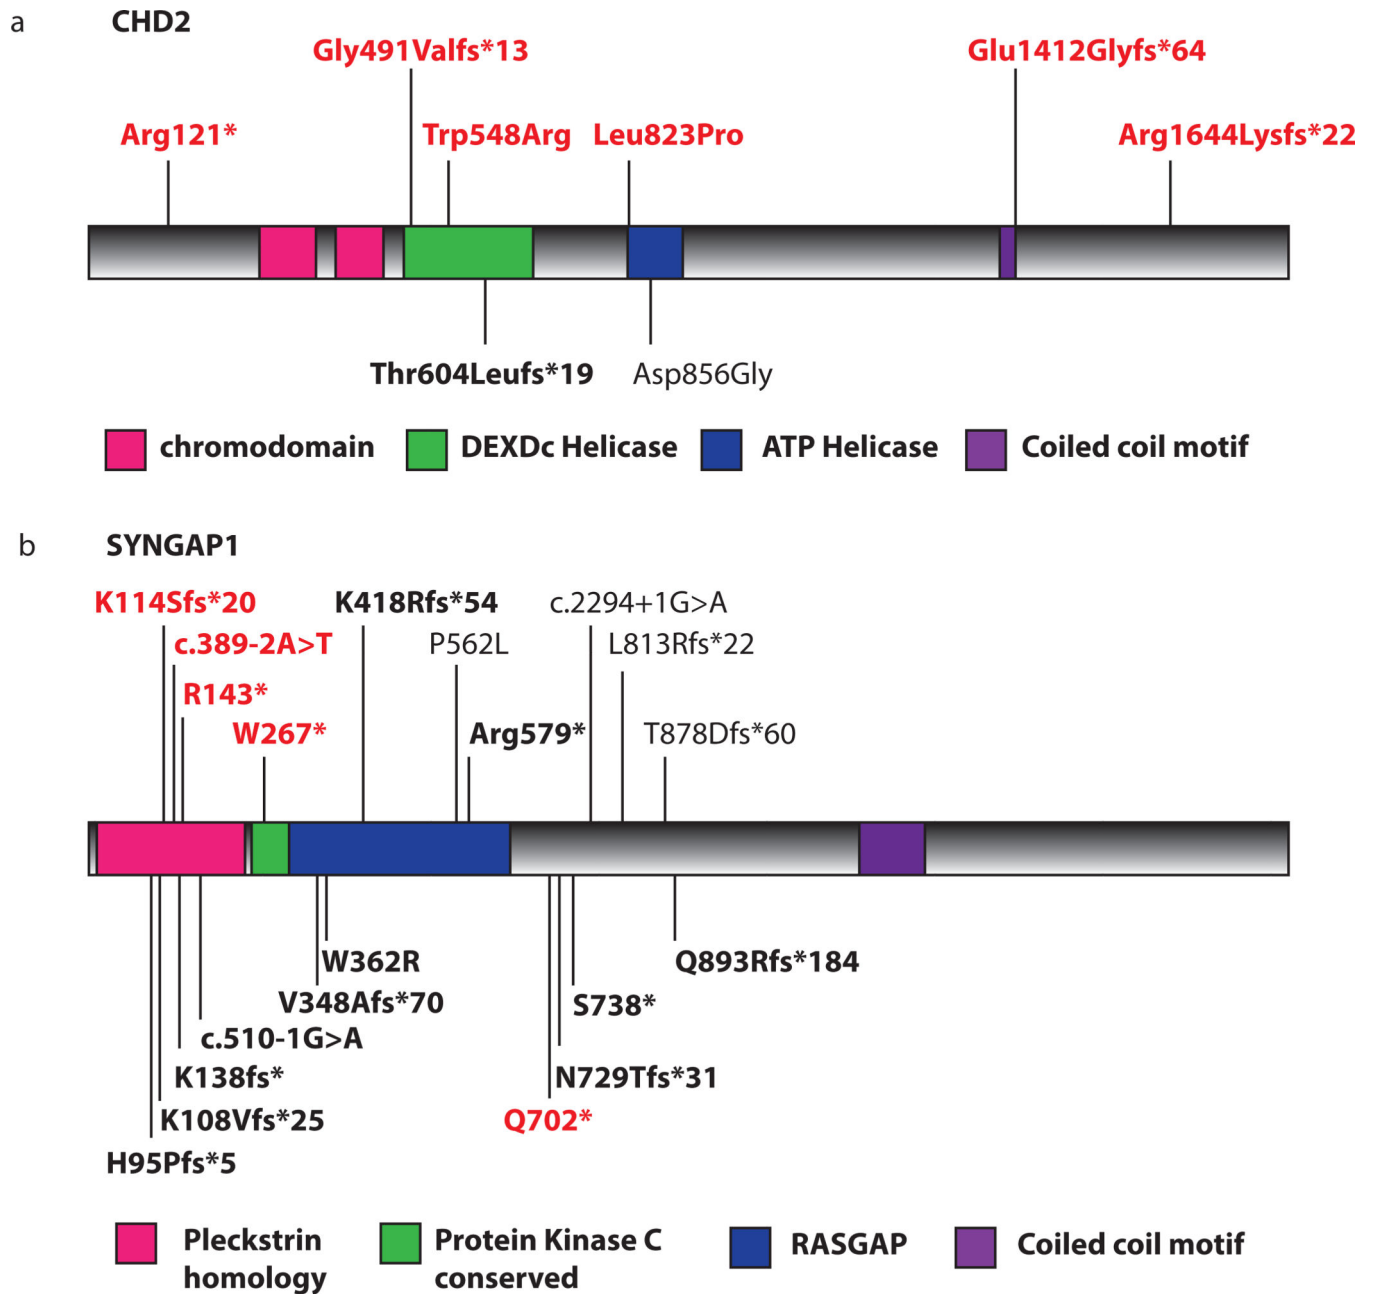 a CHD2
Gly491Valfs*13 Glu1412Glyfs*64
Arg121* Trp548Arg Leu823Pro Arg1644Lysfs*22
Thr604Leufs*19 Asp856Gly
chromodomain DEXDc Helicase ATP Helicase Coiled coil motif
b SYNGAP1
K114Sfs*20 K418Rfs*54 c.2294+1G>A
c.389-2A>T P562L L813Rfs*22
R143*
W267* Arg579* T878Dfs*60
W362R Q893Rfs*184
V348Afs*70 S738*
c.510-1G>A
K138fs* N729Tfs*31
K108Vfs*25 Q702*
H95Pfs*5
Pleckstrin Protein Kinase C RASGAP Coiled coil motif
homology conserved